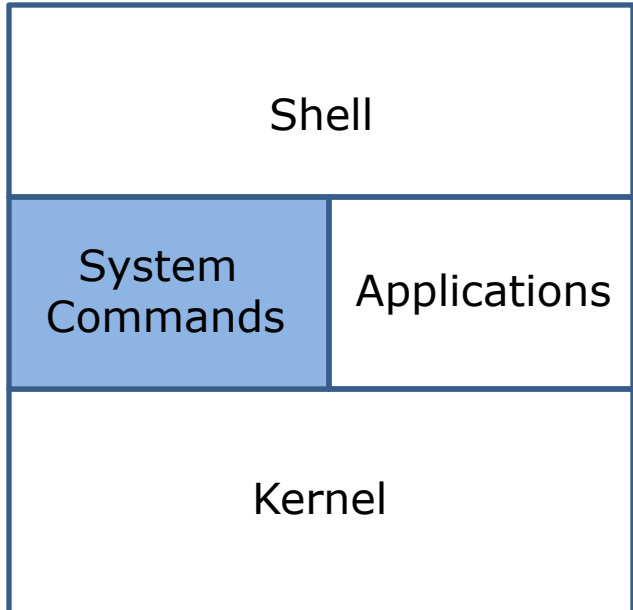 Shell
System
Commands
Applications
Kernel